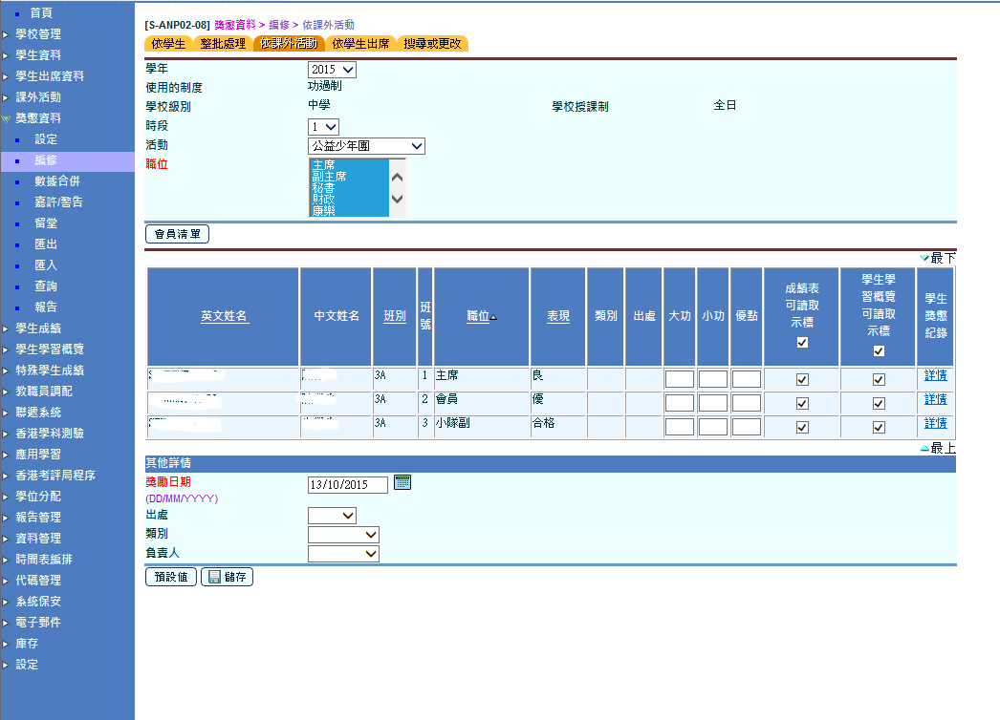 首頁
學校管理
學生資料
學生出席資料
課外活動
獎懲資料
設定
編修
數據合併
嘉許/警告
留堂
匯出
匯入
查詢
報告
學生成績
學生學習概覽
特殊學生成績
教職員調配
聯遞系統
香港學科測驗
應用學習
香港考評局程序
學位分配
報告管理
資料管理
時間表編排
代碼管理
系統保安
電子郵件
庫存
設定
[S-ANP02-08] 獎懲資料 > 編修 > 依課外活動
依學生 整批處理 依課外活動 依學生出席 搜尋或更改
學年 2015
使用的制度 功過制
學校級別 中學 學校授課制 全日
時段 1
活動 公益少年團
職位 主席
副主席
秘書
財政
康樂
會員清單
最下
英文姓名 中文姓名 班別 班號 職位 表現 類別 出處 大功 小功 優點 成績表可讀取示標 學生學習概覽可讀取示標 學生獎懲紀錄
3A 1 主席 良 詳情
3A 2 會員 優 詳情
3A 3 小隊副 合格 詳情
最上
其他詳情
獎勵日期 13/10/2015
(DD/MM/YYYY)
出處
類別
負責人
預設值 儲存